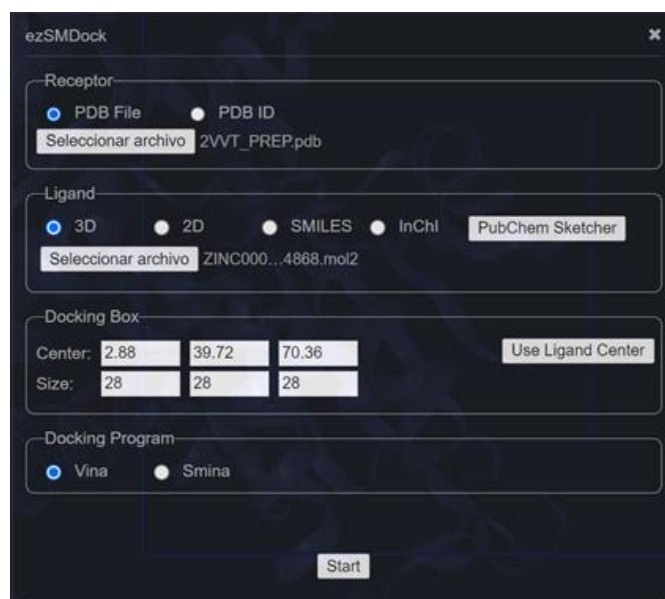 ezSMDock ✖
Receptor
PDB File PDB ID
Seleccionar archivo 2VVT_PREP.pdb
Ligand
3D 2D SMILES InChI PubChem Sketcher
Seleccionar archivo ZINC000...4868.mol2
Docking Box
Center: 2.88 39.72 70.36 Use Ligand Center
Size: 28 28 28
Docking Program
Vina Smina
Start